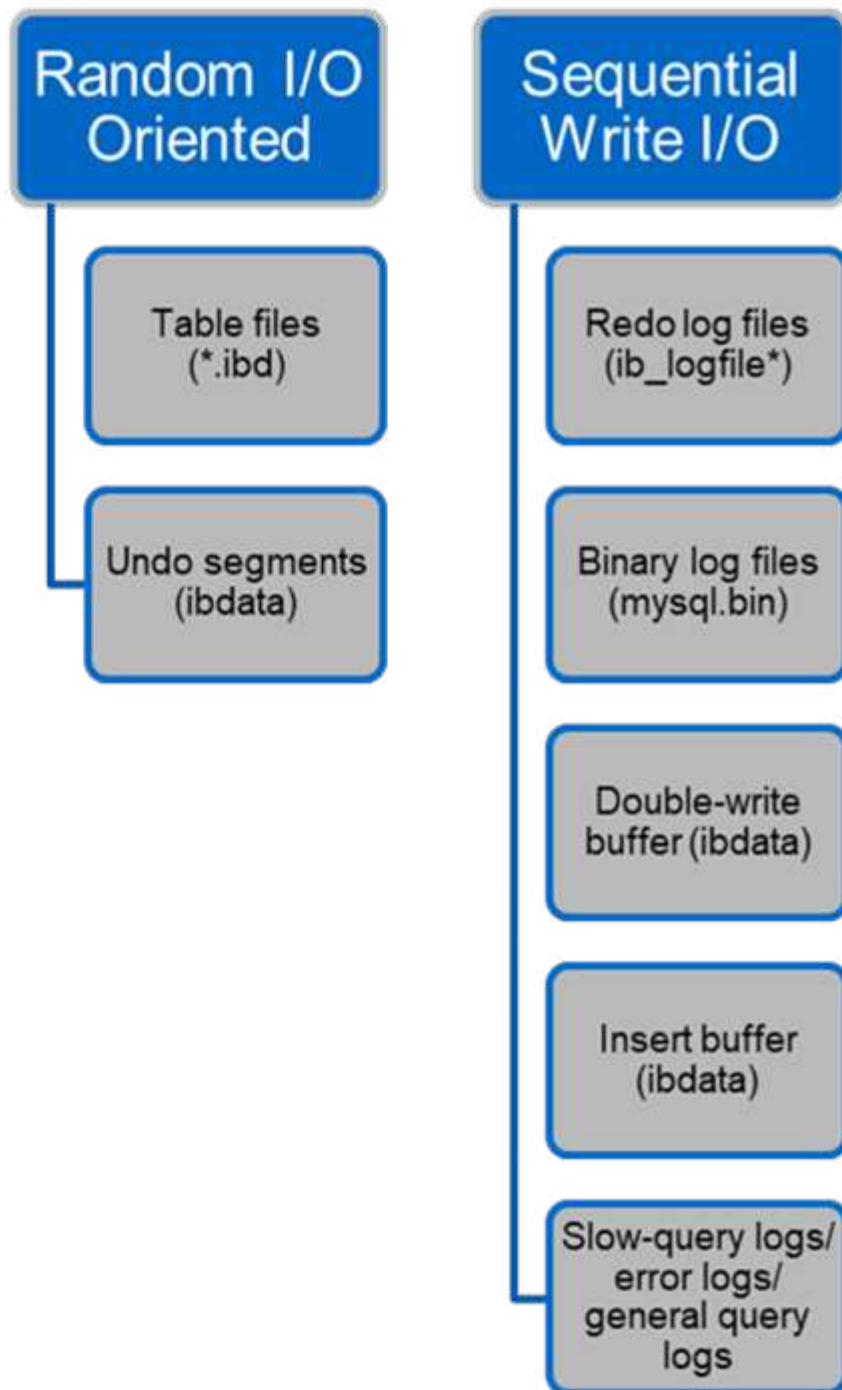 Random I/O
Oriented
Table files
(*.ibd)
Undo segments
(ibdata)
Sequential
Write I/O
Redo log files
(ib_logfile*)
Binary log files
(mysql.bin)
Double-write
buffer (ibdata)
Insert buffer
(ibdata)
Slow-query logs/
error logs/
general query
logs